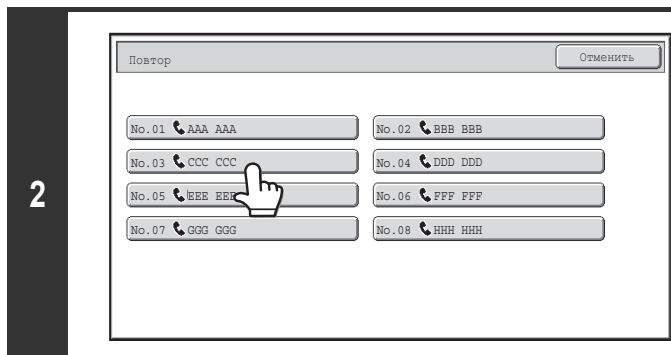 Повтор
Отменить
No.01 AAA AAA
No.02 BBB BBB
No.03 CCC CCC
No.04 DDD DDD
2
No.05 EEE EEE
No.06 FFF FFF
No.07 GGG GGG
No.08 HHH HHH